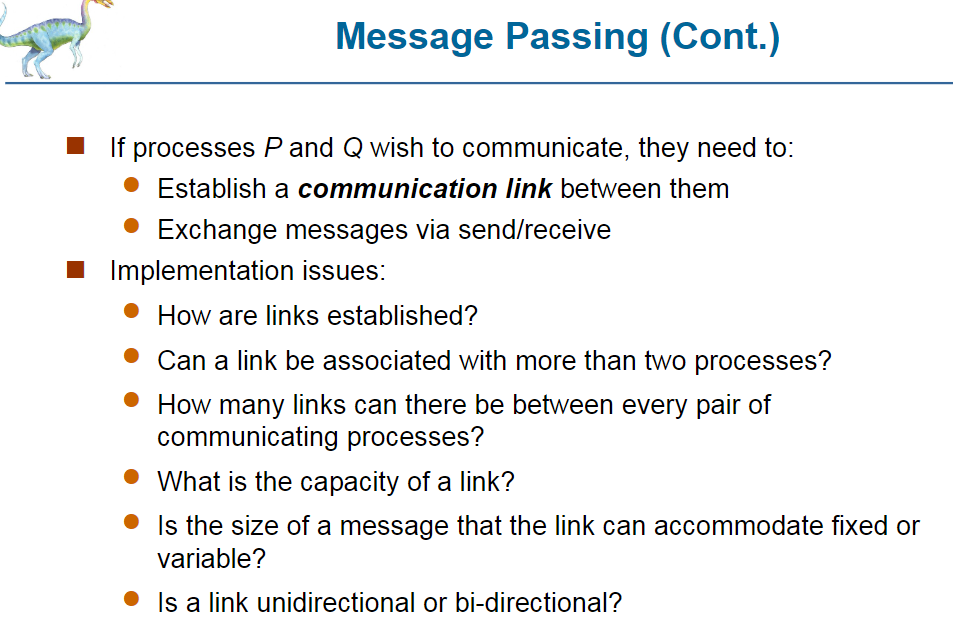 Message Passing (Cont.)
If processes P and Q wish to communicate, they need to:
Establish a communication link between them
Exchange messages via send/receive
Implementation issues:
How are links established?
Can a link be associated with more than two processes?
How many links can there be between every pair of
communicating processes?
What is the capacity of a link?
Is the size of a message that the link can accommodate fixed or
variable?
Is a link unidirectional or bi-directional?